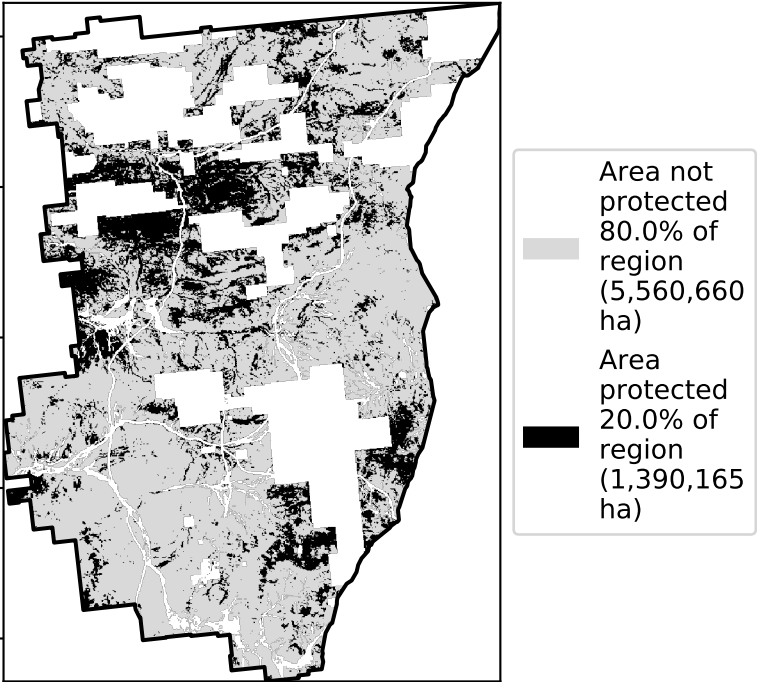 Area not
protected
80.0% of
region
(5,560,660
ha)
Area
protected
20.0% of
region
(1,390,165
ha)